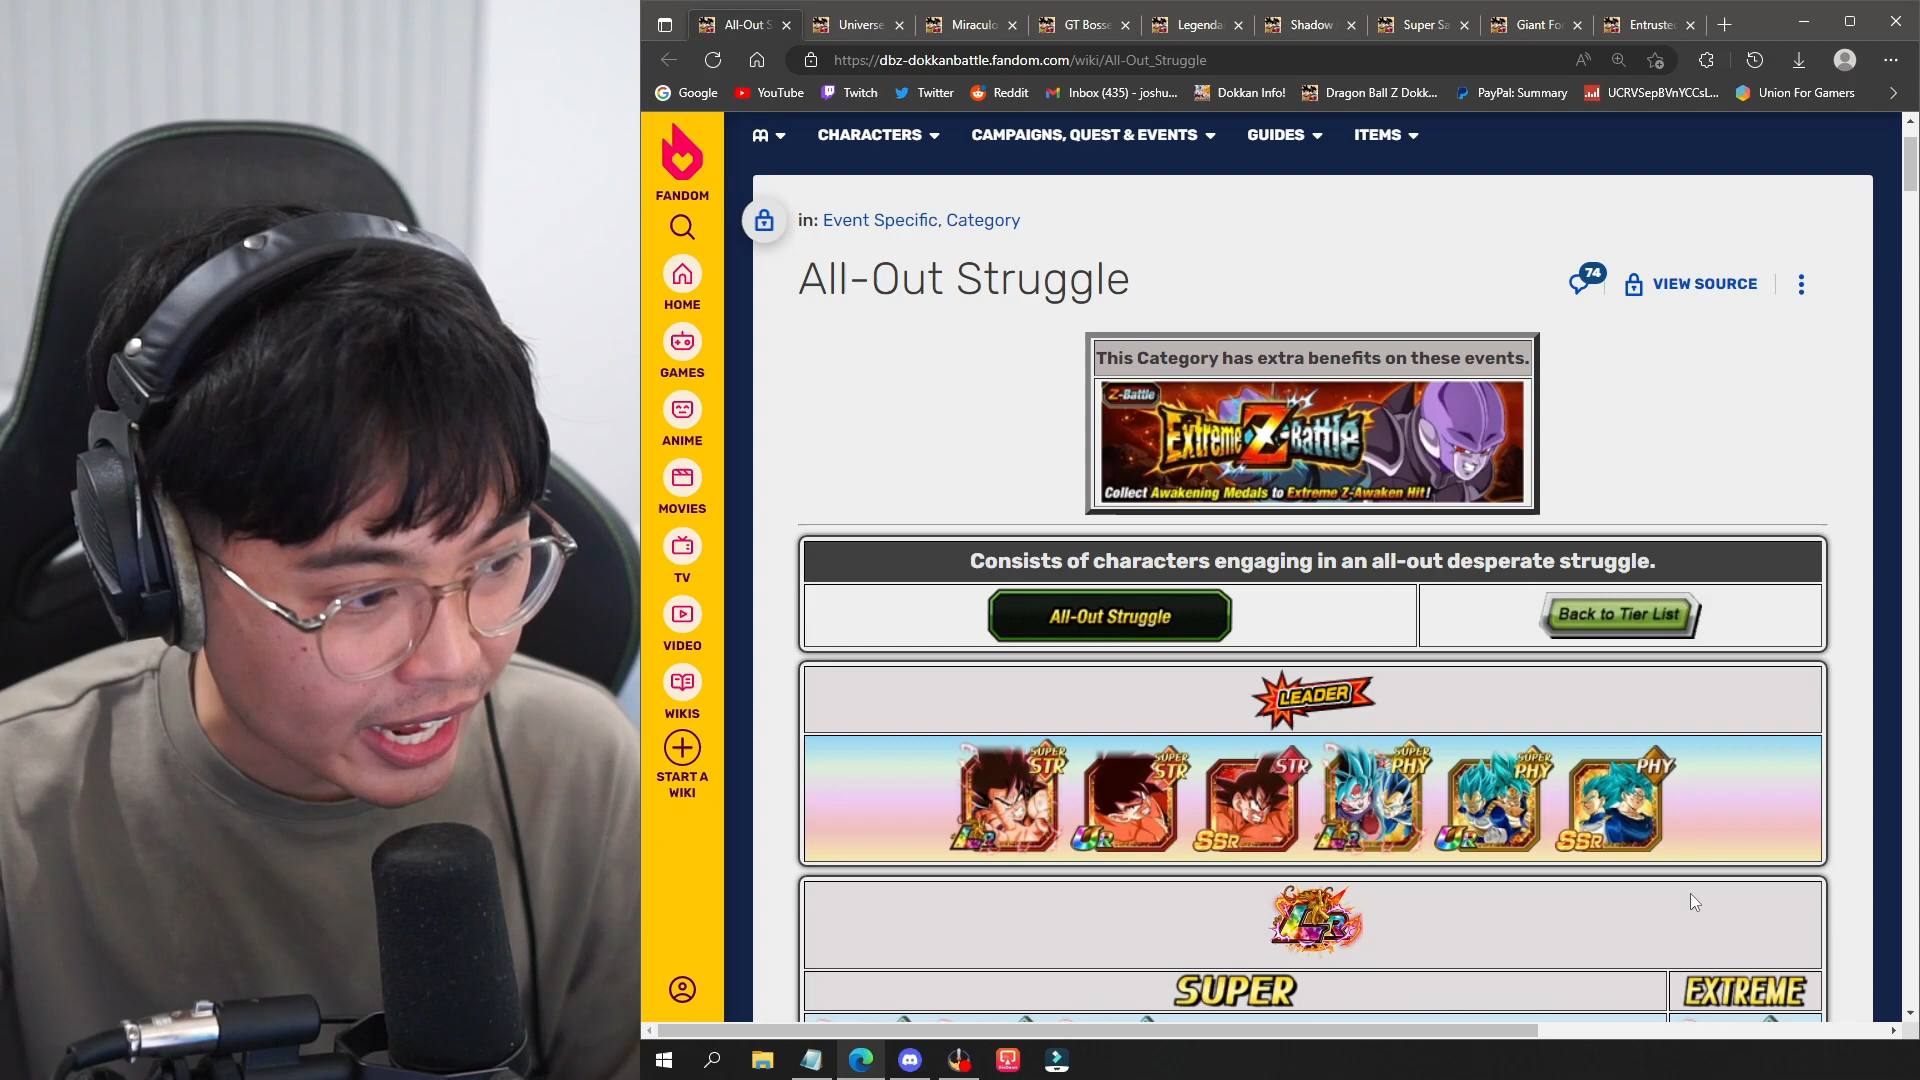 All-Out S
Universe
Miraculo
GT Bosse
Legenda
Shadow
Super Sa
Giant Fo
Entruste
https://dbz-dokkanbattle.fandom.com/wiki/All-Out_Struggle
Google
YouTube
Twitch
Twitter
Reddit
Inbox (435) - joshu...
Dokkan Info!
Dragon Ball Z Dokk...
PayPal: Summary
UCRVSepBVnYCCsL...
Union For Gamers
CHARACTERS
CAMPAIGNS, QUEST & EVENTS
GUIDES
ITEMS
FANDOM
HOME
GAMES
ANIME
MOVIES
TV
VIDEO
WIKIS
START A
WIKI
in: Event Specific, Category
All-Out Struggle
74
VIEW SOURCE
This Category has extra benefits on these events.
Z-Battle
Extreme Z-Battle
Collect Awakening Medals to Extreme Z-Awaken Hit!
Consists of characters engaging in an all-out desperate struggle.
All-Out Struggle
Back to Tier List
LEADER
SUPER STR
SUPER STR
STR
SUPER PHY
SUPER PHY
PHY
LR
UR
SSR
LR
UR
SSR
LR
SUPER
EXTREME